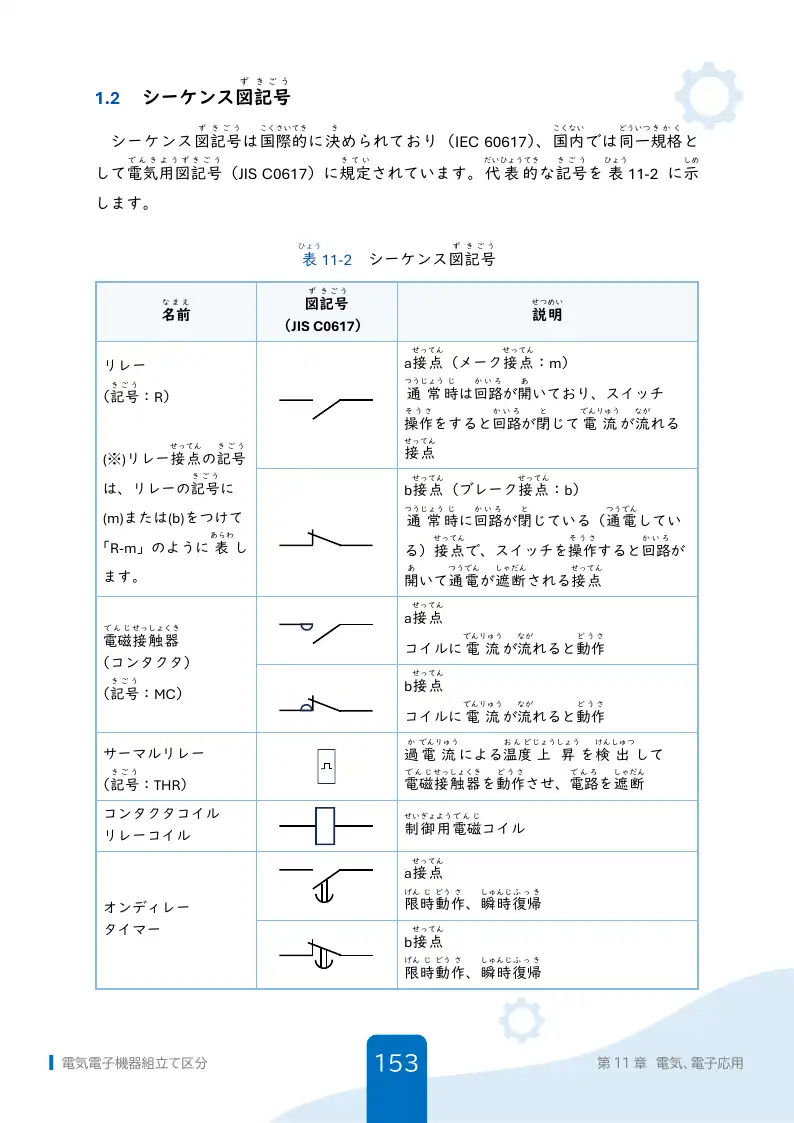 1.2 シーケンス図記号
シーケンス図記号は国際的に決められており（IEC 60617）、国内では同一規格と
して電気用図記号（JIS C0617）に規定されています。代表的な記号を 表 11-2 に示
します。
表 11-2 シーケンス図記号
名前
図記号
（JIS C0617）
説明
リレー
（記号：R）
(※)リレー接点の記号
は、リレーの記号に
(m)または(b)をつけて
「R-m」のように 表 し
ます。
a接点（メーク接点：m）
通常時は回路が開いており、スイッチ
操作をすると回路が閉じて電流が流れる
接点
b接点（ブレーク接点：b）
通常時に回路が閉じている（通電してい
る）接点で、スイッチを操作すると回路が
開いて通電が遮断される接点
電磁接触器
（コンタクタ）
（記号：MC）
a接点
コイルに電流が流れると動作
b接点
コイルに電流が流れると動作
サーマルリレー
（記号：THR）
過電流による温度上昇を検出して
電磁接触器を動作させ、電路を遮断
コンタクタコイル
リレーコイル
制御用電磁コイル
オンディレー
タイマー
a接点
限時動作、瞬時復帰
b接点
限時動作、瞬時復帰
電気電子機器組立て区分
153
第 11 章 電気、電子応用